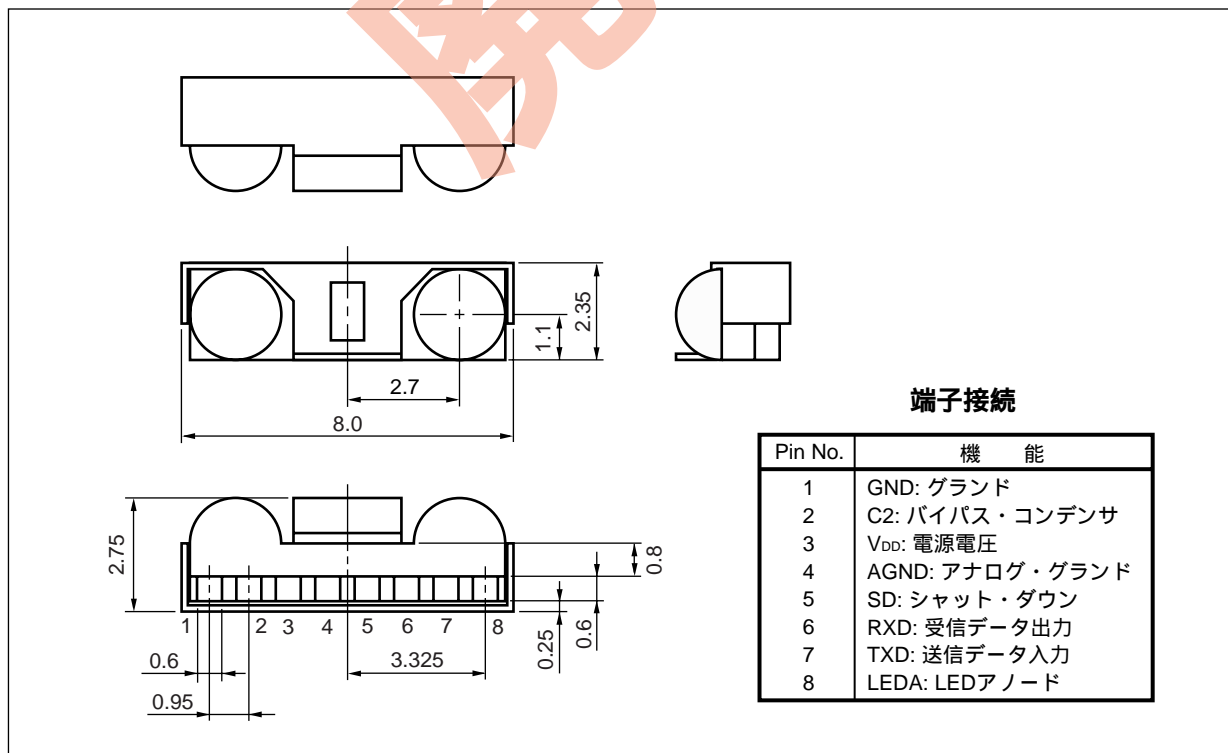 2.35
1.1
2.7
8.0
端子接続
Pin No. 機 能
1 GND: グランド
2 C2: バイパス・コンデンサ
3 VDD: 電源電圧
4 AGND: アナログ・グランド
5 SD: シャット・ダウン
6 RXD: 受信データ出力
7 TXD: 送信データ入力
8 LEDA: LEDアノード
2.75
0.8
1 2 3 4 5 6 7 8
0.25
0.6
0.6
3.325
0.95